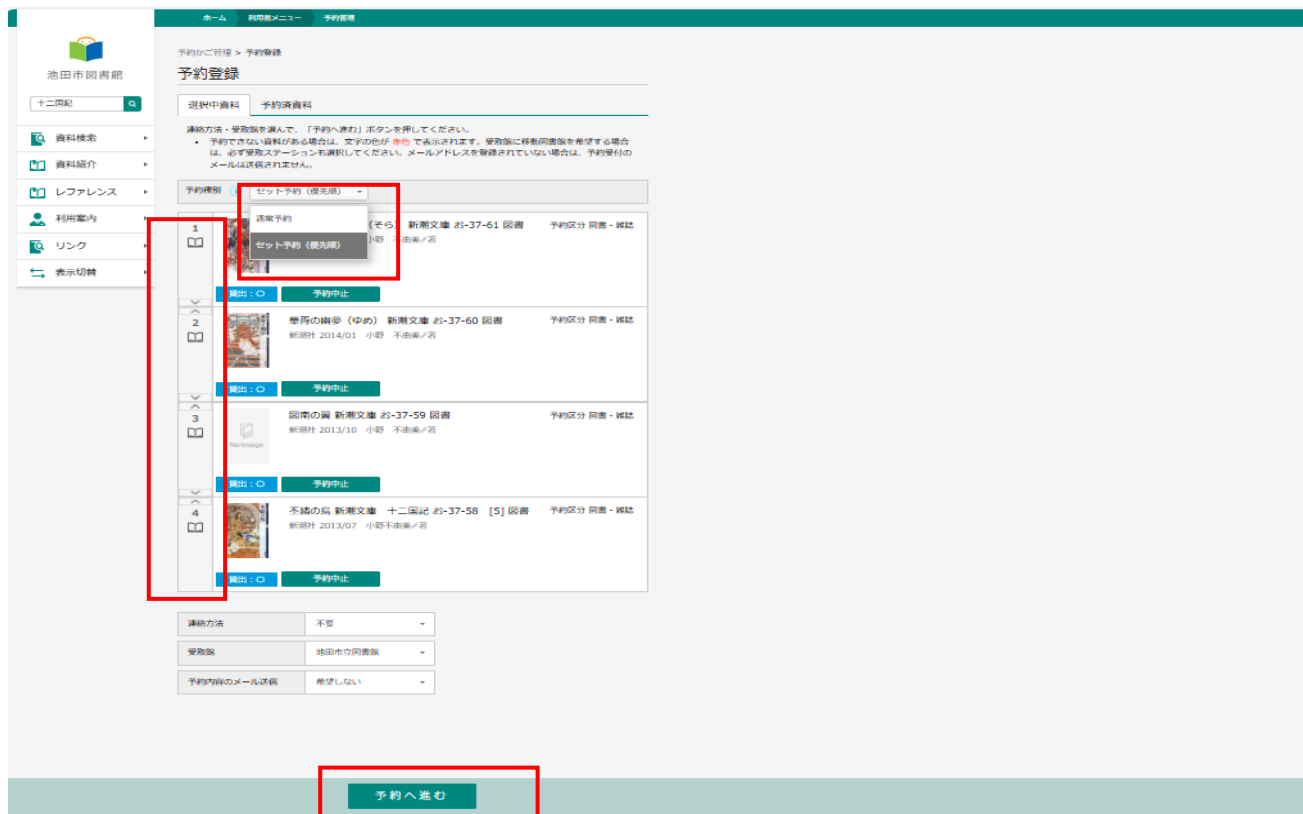 ホーム 利用者メニュー 予約管理
池田市図書館
十二国記
資料検索
資料紹介
レファレンス
利用案内
リンク
表示切替
予約かご管理 > 予約登録
予約登録
選択中資料 予約済資料
連絡方法・受取館を選んで、「予約へ進む」ボタンを押してください。
• 予約できない資料がある場合は、文字の色が 赤色 で表示されます。受取館に移動図書館を希望する場合
は、必ず受取ステーションも選択してください。メールアドレスを登録されていない場合は、予約受付の
メールは送信されません。
予約種別 セット予約（優先順）
通常予約
セット予約（優先順）
1
（そら） 新潮文庫 お-37-61 図書 予約区分 図書・雑誌
小野 不由美／著
貸出：○ 予約中止
2
華胥の幽夢（ゆめ） 新潮文庫 お-37-60 図書 予約区分 図書・雑誌
新潮社 2014/01 小野 不由美／著
貸出：○ 予約中止
3
図南の翼 新潮文庫 お-37-59 図書 予約区分 図書・雑誌
新潮社 2013/10 小野 不由美／著
No Image
貸出：○ 予約中止
4
丕緒の鳥 新潮文庫 十二国記 お-37-58 [5] 図書 予約区分 図書・雑誌
新潮社 2013/07 小野不由美／著
貸出：○ 予約中止
連絡方法 不要
受取館 池田市立図書館
予約内容のメール送信 希望しない
予約へ進む